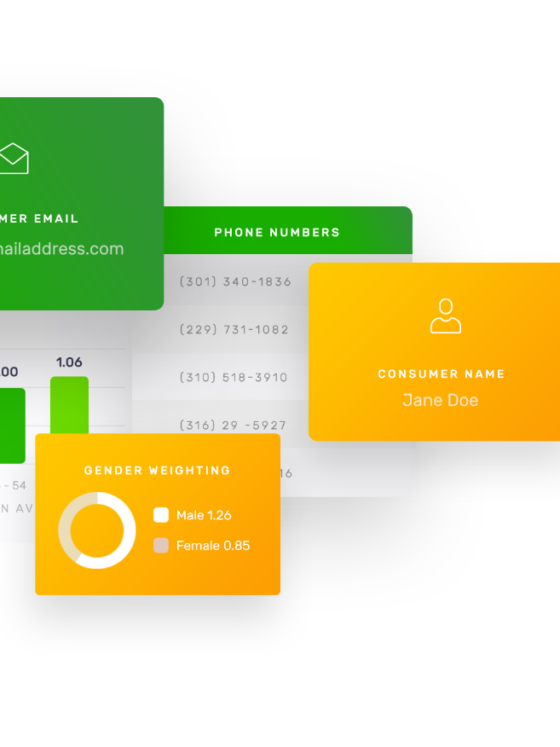 MER EMAIL
nailaddress.com
PHONE NUMBERS
(301) 340-1836
(229) 731-1082
(310) 518-3910
(316) 29 -5927
16
CONSUMER NAME
Jane Doe
.00
1.06
- 54
N AV
GENDER WEIGHTING
Male 1.26
Female 0.85